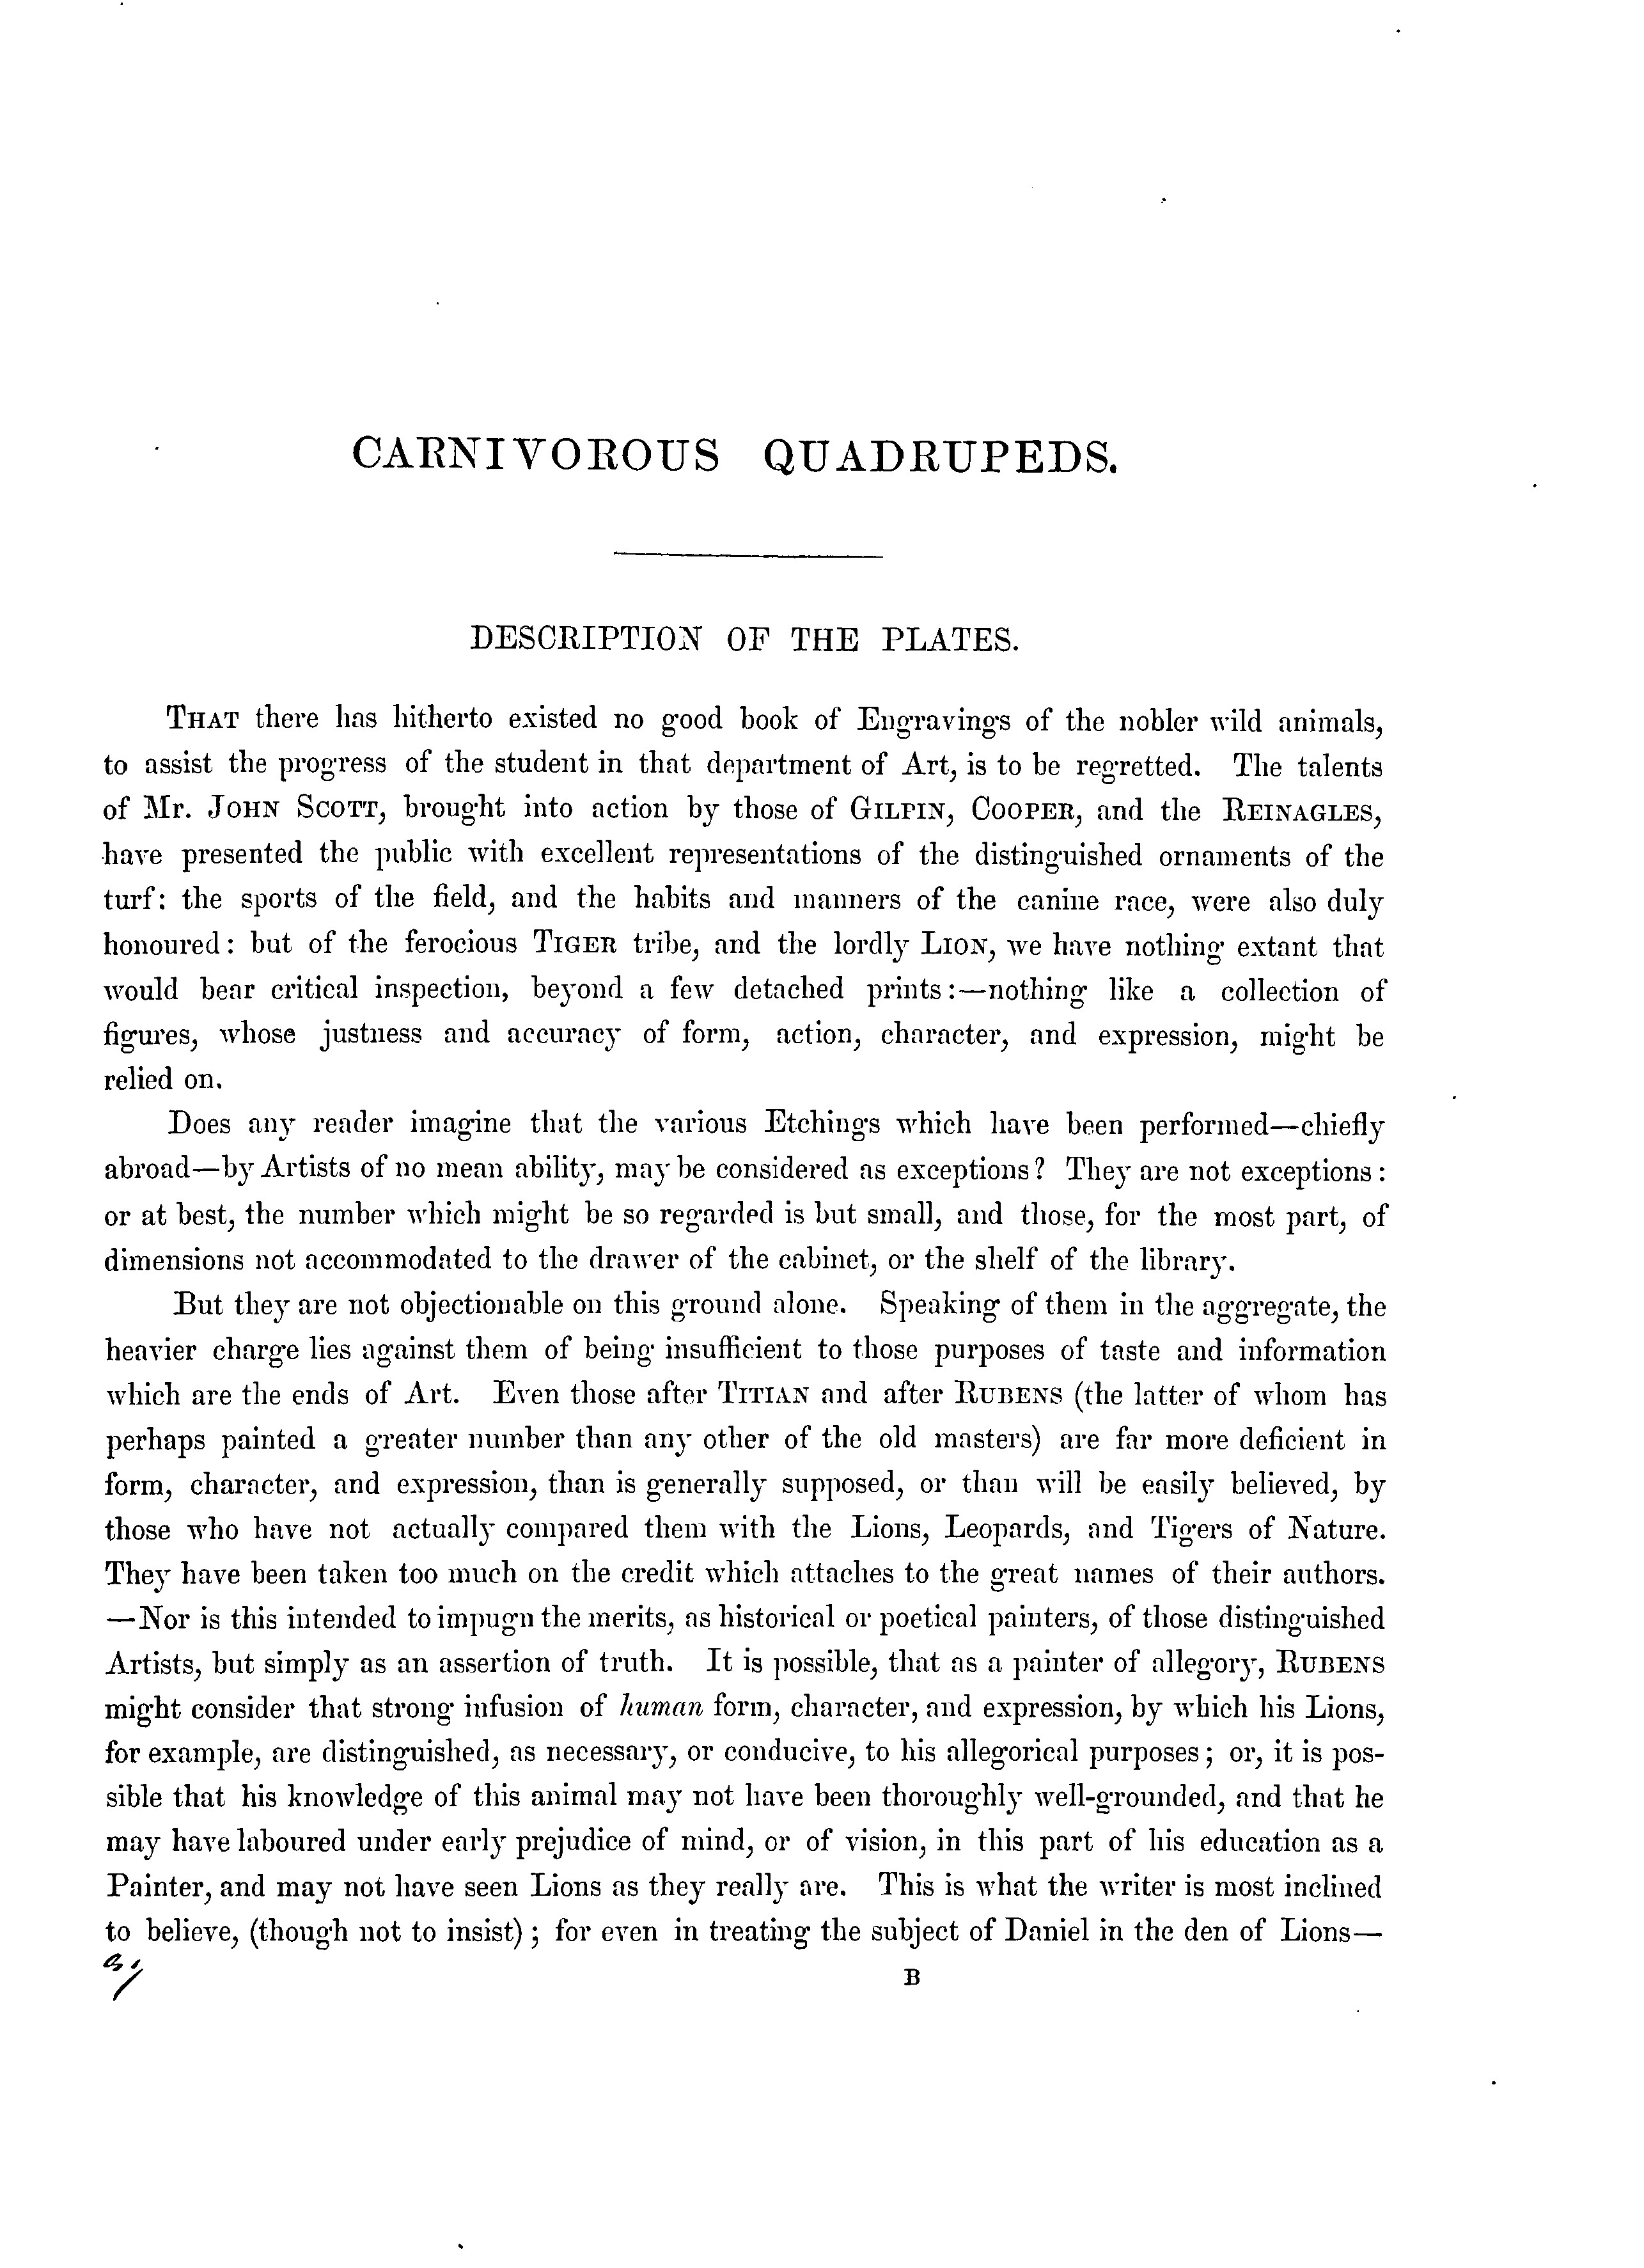 CARNIVOROUS QUADRUPEDS.
DESCRIPTION OF THE PLATES.
THAT there has hitherto existed no good book of Engravings of the nobler wild animals,
to assist the progress of the student in that department of Art, is to be regretted. The talents
of Mr. JOHN SCOTT, brought into action by those of GILPIN, COOPER, and the REINAGLES,
have presented the public with excellent representations of the distinguished ornaments of the
turf: the sports of the field, and the habits and manners of the canine race, were also duly
honoured: but of the ferocious TIGER tribe, and the lordly LION, we have nothing extant that
would bear critical inspection, beyond a few detached prints:—nothing like a collection of
figures, whose justness and accuracy of form, action, character, and expression, might be
relied on.
Does any reader imagine that the various Etchings which have been performed—chiefly
abroad—by Artists of no mean ability, may be considered as exceptions? They are not exceptions:
or at best, the number which might be so regarded is but small, and those, for the most part, of
dimensions not accommodated to the drawer of the cabinet, or the shelf of the library.
But they are not objectionable on this ground alone. Speaking of them in the aggregate, the
heavier charge lies against them of being insufficient to those purposes of taste and information
which are the ends of Art. Even those after TITIAN and after RUBENS (the latter of whom has
perhaps painted a greater number than any other of the old masters) are far more deficient in
form, character, and expression, than is generally supposed, or than will be easily believed, by
those who have not actually compared them with the Lions, Leopards, and Tigers of Nature.
They have been taken too much on the credit which attaches to the great names of their authors.
—Nor is this intended to impugn the merits, as historical or poetical painters, of those distinguished
Artists, but simply as an assertion of truth. It is possible, that as a painter of allegory, RUBENS
might consider that strong infusion of human form, character, and expression, by which his Lions,
for example, are distinguished, as necessary, or conducive, to his allegorical purposes; or, it is pos-
sible that his knowledge of this animal may not have been thoroughly well-grounded, and that he
may have laboured under early prejudice of mind, or of vision, in this part of his education as a
Painter, and may not have seen Lions as they really are. This is what the writer is most inclined
to believe, (though not to insist); for even in treating the subject of Daniel in the den of Lions—
B